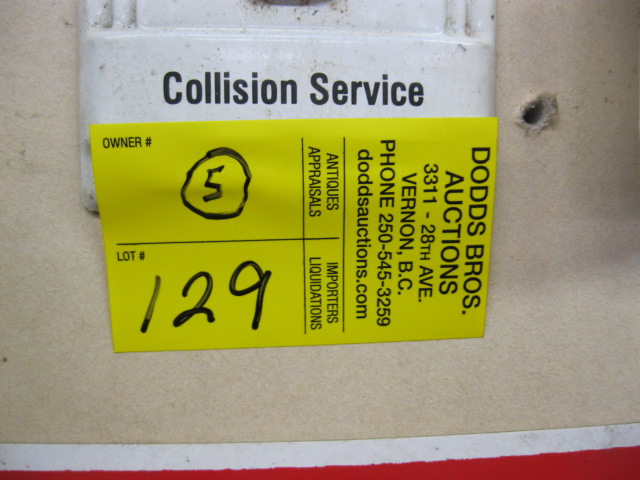 Collision Service
OWNER #
5
LOT #
129
ANTIQUES
APPRAISALS
IMPORTERS
LIQUIDATIONS
DODDS BROS.
AUCTIONS
3311 - 28TH AVE.
VERNON, B.C.
PHONE 250-545-3259
doddsauctions.com